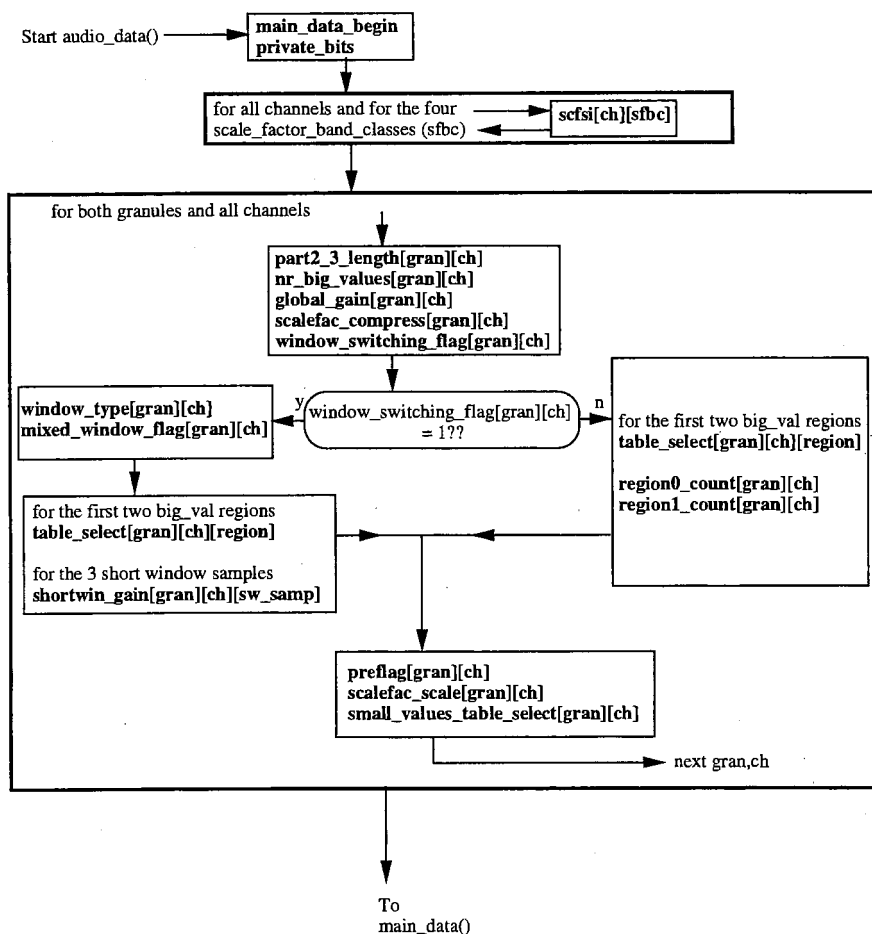 Start audio_data()
main_data_begin
private_bits
for all channels and for the four
scale_factor_band_classes (sfbc)
scfsi[ch}[sfbc]
for both granules and all channels
part2_3_length[gran][ch]
nr_big_values[gran][ch]
global_gain[gran][ch]
scalefac_compress[gran][ch]
window_switching_flag[gran][ch]
y
window_switching_flag[gran][ch]
= 1??
n
window_type[gran][ch}
mixed_window_flag[gran][ch]
for the first two big_val regions
table_select[gran][ch][region]
for the 3 short window samples
shortwin_gain[gran][ch][sw_samp]
for the first two big_val regions
table_select[gran][ch}[region]
region0_count[gran][ch]
region1_count[gran][ch]
preflag[gran][ch]
scalefac_scale[gran][ch]
small_values_table_select[gran][ch]
next gran,ch
To
main_data()